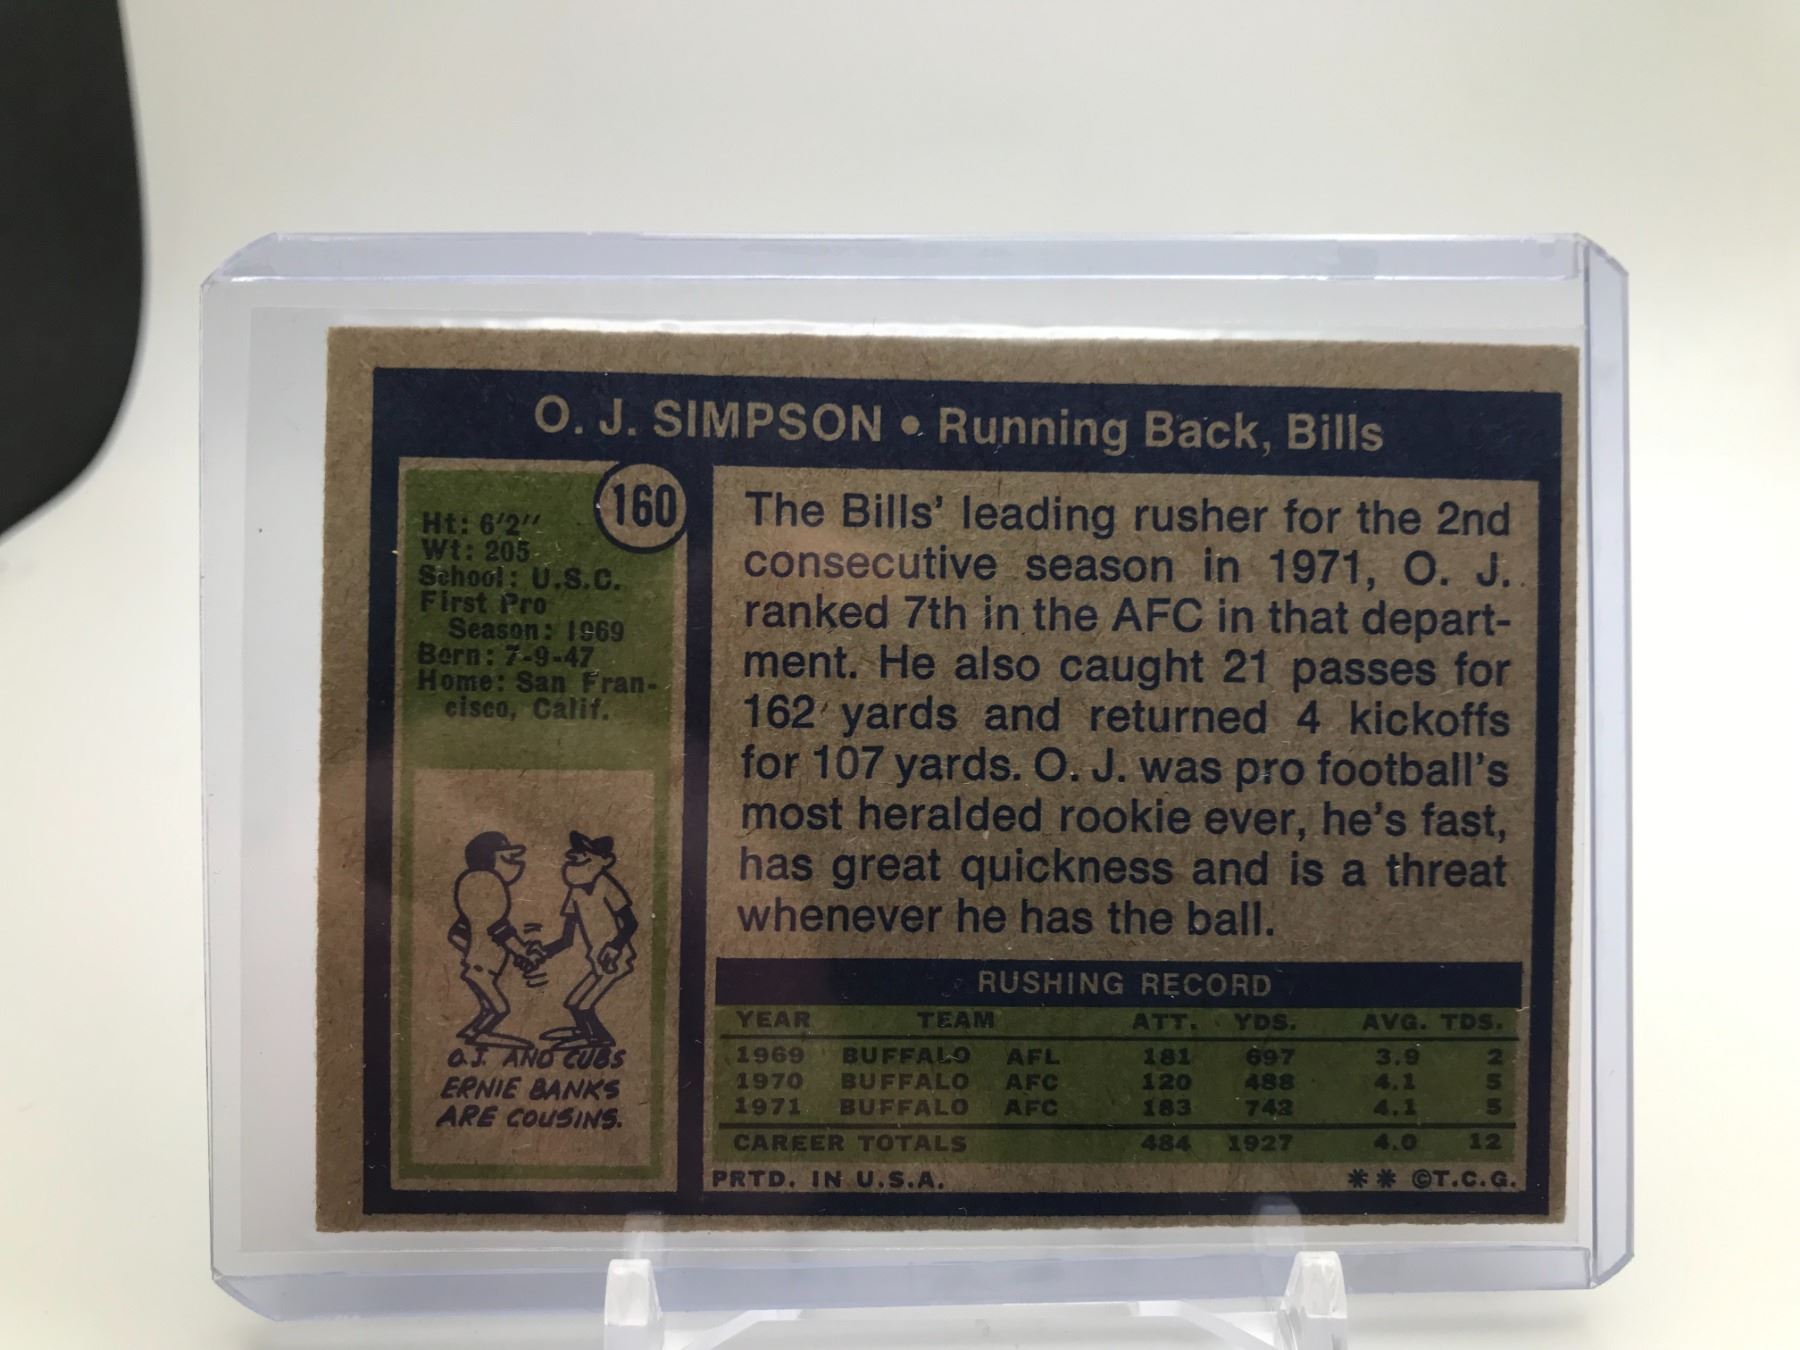 O. J. SIMPSON • Running Back, Bills
160
Ht: 6'2"
Wt: 205
School: U.S.C.
First Pro
Season: 1969
Born: 7-9-47
Home: San Fran-
cisco, Calif.
O.J. AND CUBS
ERNIE BANKS
ARE COUSINS.
The Bills' leading rusher for the 2nd
consecutive season in 1971, O. J.
ranked 7th in the AFC in that depart-
ment. He also caught 21 passes for
162 yards and returned 4 kickoffs
for 107 yards. O. J. was pro football's
most heralded rookie ever, he's fast,
has great quickness and is a threat
whenever he has the ball.
RUSHING RECORD
YEAR TEAM ATT. YDS. AVG. TDS.
1969 BUFFALO AFL 181 697 3.9 2
1970 BUFFALO AFC 120 488 4.1 5
1971 BUFFALO AFC 183 742 4.1 5
CAREER TOTALS 484 1927 4.0 12
PRTD. IN U.S.A. ** ©T.C.G.